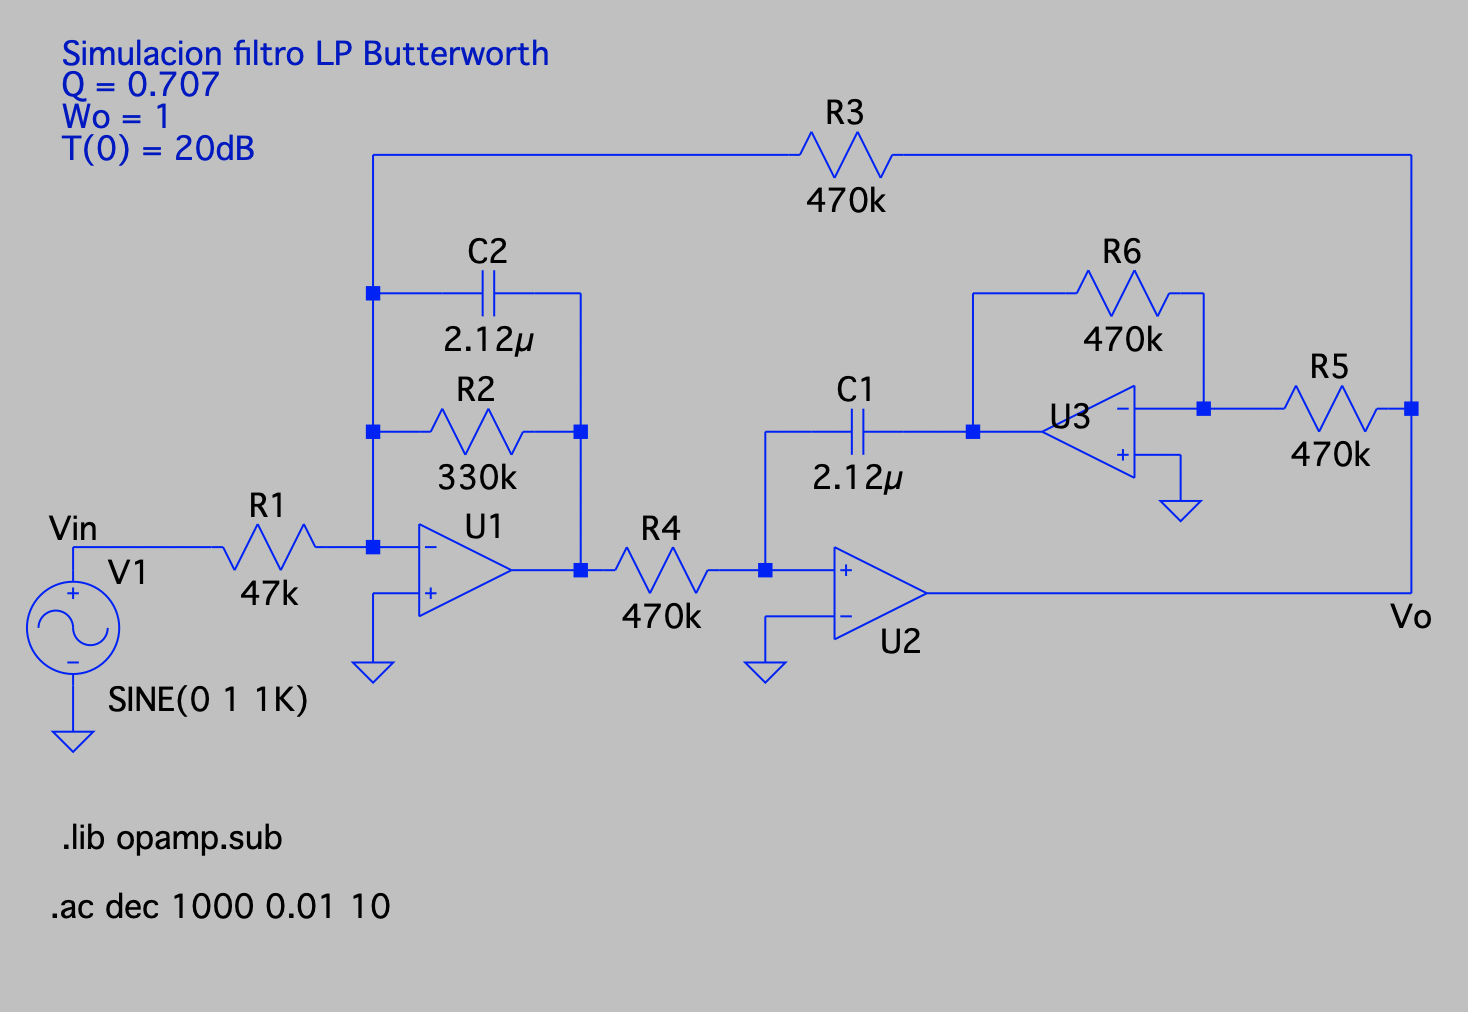 Simulacion filtro LP Butterworth
Q = 0.707
Wo = 1
T(0) = 20dB
R3
470k
C2
2.12µ
R6
470k
R2
330k
C1
2.12µ
U3
R5
470k
R1
47k
Vin
V1
U1
R4
470k
U2
Vo
SINE(0 1 1K)
.lib opamp.sub
.ac dec 1000 0.01 10